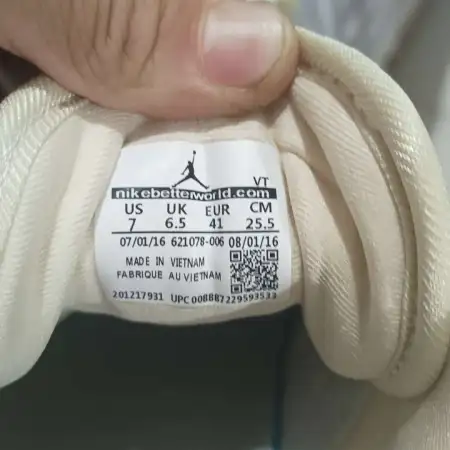 VT
nikebetterworld.com
US UK EUR CM
7 6.5 41 25.5
07/01/16 621078-006 08/01/16
MADE IN VIETNAM
FABRIQUE AU VIETNAM
201217931 UPC 008887229593533